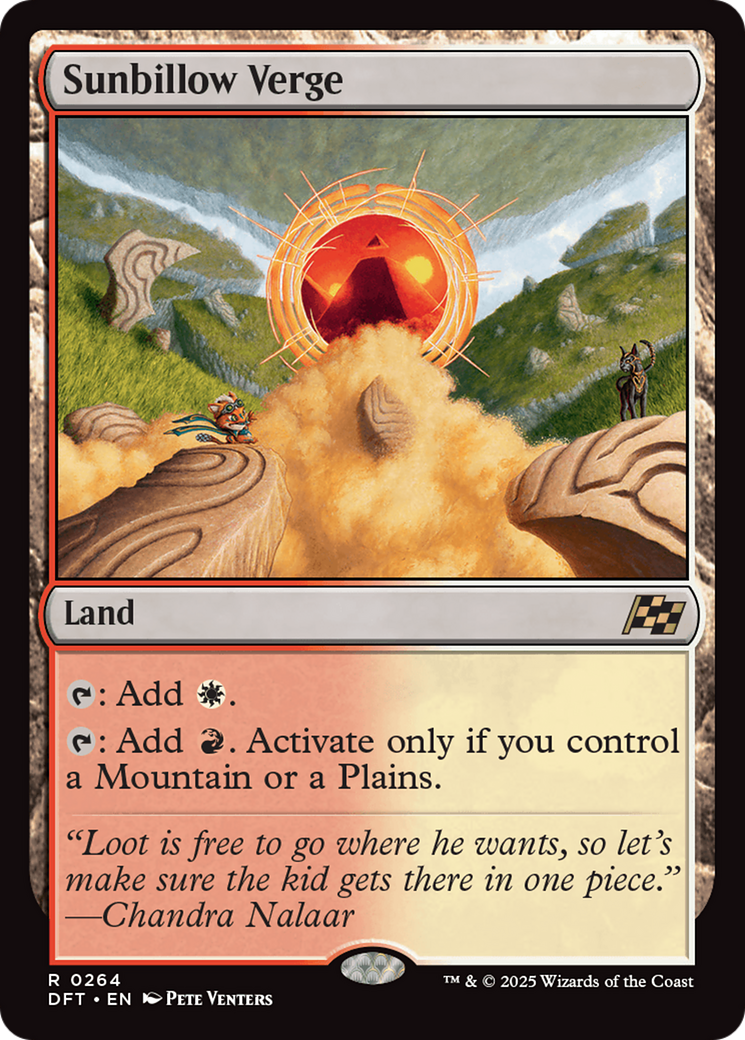 Sunbillow Verge
Land
: Add .
: Add . Activate only if you control
a Mountain or a Plains.
“Loot is free to go where he wants, so let’s
make sure the kid gets there in one piece.”
—Chandra Nalaar
R 0264
DFT • EN Pete Venters
™ & © 2025 Wizards of the Coast